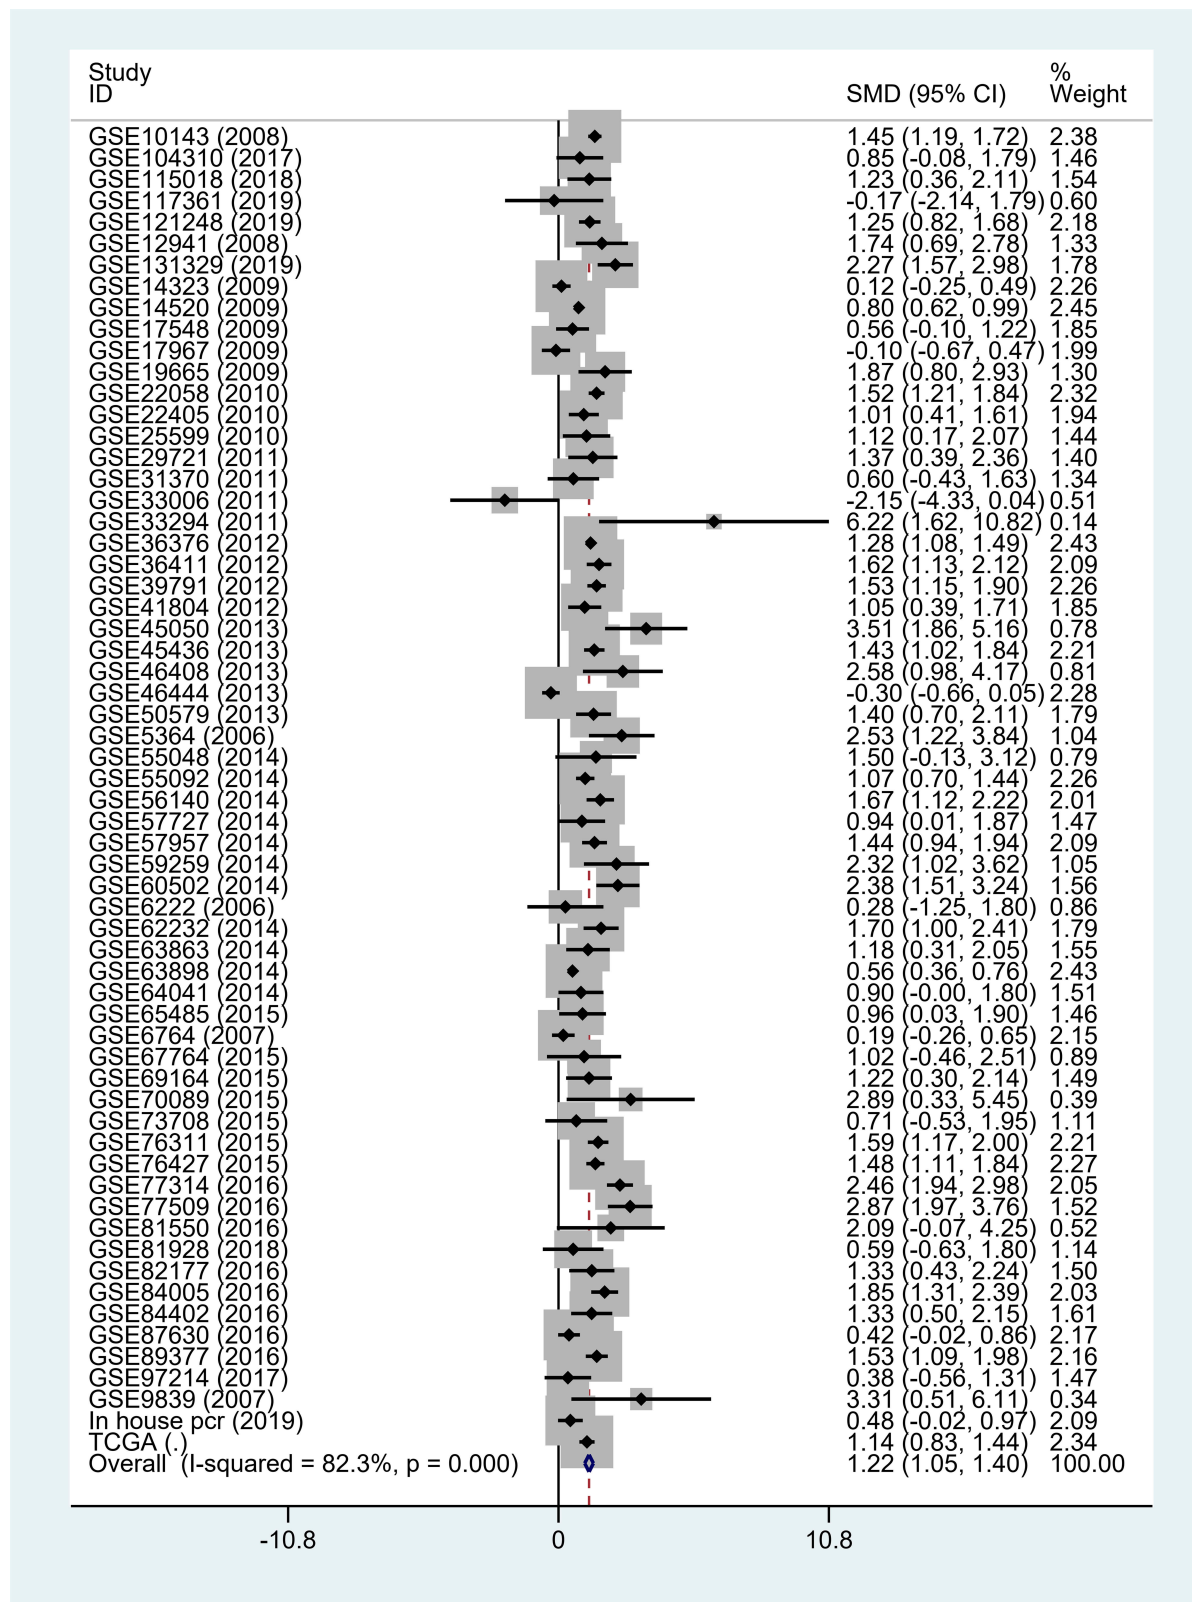 Study %
ID SMD (95% CI) Weight
GSE10143 (2008) 1.45 (1.19, 1.72) 2.38
GSE104310 (2017) 0.85 (-0.08, 1.79) 1.46
GSE115018 (2018) 1.23 (0.36, 2.11) 1.54
GSE117361 (2019) -0.17 (-2.14, 1.79) 0.60
GSE121248 (2019) 1.25 (0.82, 1.68) 2.18
GSE12941 (2008) 1.74 (0.69, 2.78) 1.33
GSE131329 (2019) 2.27 (1.57, 2.98) 1.78
GSE14323 (2009) 0.12 (-0.25, 0.49) 2.26
GSE14520 (2009) 0.80 (0.62, 0.99) 2.45
GSE17548 (2009) 0.56 (-0.10, 1.22) 1.85
GSE17967 (2009) -0.10 (-0.67, 0.47) 1.99
GSE19665 (2009) 1.87 (0.80, 2.93) 1.30
GSE22058 (2010) 1.52 (1.21, 1.84) 2.32
GSE22405 (2010) 1.01 (0.41, 1.61) 1.94
GSE25599 (2010) 1.12 (0.17, 2.07) 1.44
GSE29721 (2011) 1.37 (0.39, 2.36) 1.40
GSE31370 (2011) 0.60 (-0.43, 1.63) 1.34
GSE33006 (2011) -2.15 (-4.33, 0.04) 0.51
GSE33294 (2011) 6.22 (1.62, 10.82) 0.14
GSE36376 (2012) 1.28 (1.08, 1.49) 2.43
GSE36411 (2012) 1.62 (1.13, 2.12) 2.09
GSE39791 (2012) 1.53 (1.15, 1.90) 2.26
GSE41804 (2012) 1.05 (0.39, 1.71) 1.85
GSE45050 (2013) 3.51 (1.86, 5.16) 0.78
GSE45436 (2013) 1.43 (1.02, 1.84) 2.21
GSE46408 (2013) 2.58 (0.98, 4.17) 0.81
GSE46444 (2013) -0.30 (-0.66, 0.05) 2.28
GSE50579 (2013) 1.40 (0.70, 2.11) 1.79
GSE5364 (2006) 2.53 (1.22, 3.84) 1.04
GSE55048 (2014) 1.50 (-0.13, 3.12) 0.79
GSE55092 (2014) 1.07 (0.70, 1.44) 2.26
GSE56140 (2014) 1.67 (1.12, 2.22) 2.01
GSE57727 (2014) 0.94 (0.01, 1.87) 1.47
GSE57957 (2014) 1.44 (0.94, 1.94) 2.09
GSE59259 (2014) 2.32 (1.02, 3.62) 1.05
GSE60502 (2014) 2.38 (1.51, 3.24) 1.56
GSE6222 (2006) 0.28 (-1.25, 1.80) 0.86
GSE62232 (2014) 1.70 (1.00, 2.41) 1.79
GSE63863 (2014) 1.18 (0.31, 2.05) 1.55
GSE63898 (2014) 0.56 (0.36, 0.76) 2.43
GSE64041 (2014) 0.90 (-0.00, 1.80) 1.51
GSE65485 (2015) 0.96 (0.03, 1.90) 1.46
GSE6764 (2007) 0.19 (-0.26, 0.65) 2.15
GSE67764 (2015) 1.02 (-0.46, 2.51) 0.89
GSE69164 (2015) 1.22 (0.30, 2.14) 1.49
GSE70089 (2015) 2.89 (0.33, 5.45) 0.39
GSE73708 (2015) 0.71 (-0.53, 1.95) 1.11
GSE76311 (2015) 1.59 (1.17, 2.00) 2.21
GSE76427 (2015) 1.48 (1.11, 1.84) 2.27
GSE77314 (2016) 2.46 (1.94, 2.98) 2.05
GSE77509 (2016) 2.87 (1.97, 3.76) 1.52
GSE81550 (2016) 2.09 (-0.07, 4.25) 0.52
GSE81928 (2018) 0.59 (-0.63, 1.80) 1.14
GSE82177 (2016) 1.33 (0.43, 2.24) 1.50
GSE84005 (2016) 1.85 (1.31, 2.39) 2.03
GSE84402 (2016) 1.33 (0.50, 2.15) 1.61
GSE87630 (2016) 0.42 (-0.02, 0.86) 2.17
GSE89377 (2016) 1.53 (1.09, 1.98) 2.16
GSE97214 (2017) 0.38 (-0.56, 1.31) 1.47
GSE9839 (2007) 3.31 (0.51, 6.11) 0.34
In house pcr (2019) 0.48 (-0.02, 0.97) 2.09
TCGA (.) 1.14 (0.83, 1.44) 2.34
Overall (I-squared = 82.3%, p = 0.000) 1.22 (1.05, 1.40) 100.00
-10.8 0 10.8